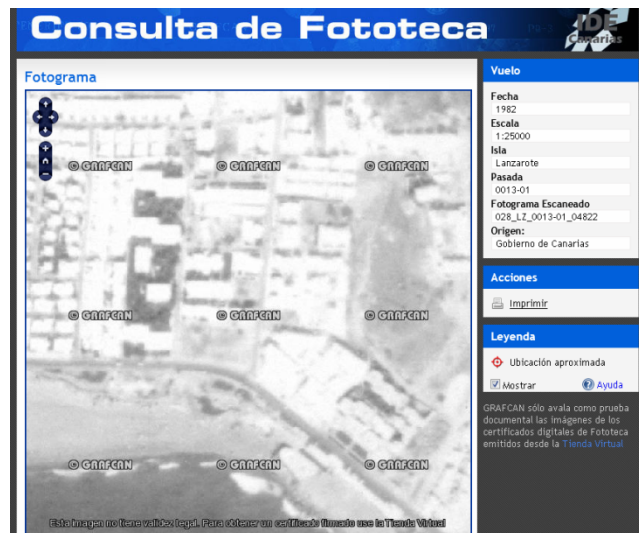 Consulta de Fototeca
IDE
Canarias
Fotograma
© GRAFCAN © GRAFCAN © GRAFCAN
© GRAFCAN © GRAFCAN © GRAFCAN
© GRAFCAN © GRAFCAN © GRAFCAN
Esta imagen no tiene validez legal. Para obtener un certificado firmado use la Tienda Virtual
Vuelo
Fecha
1982
Escala
1:25000
Isla
Lanzarote
Pasada
0013-01
Fotograma Escaneado
028_LZ_0013-01_04822
Origen:
Gobierno de Canarias
Acciones
Imprimir
Leyenda
Ubicación aproximada
Mostrar
Ayuda
GRAFCAN sólo avala como prueba
documental las imágenes de los
certificados digitales de Fototeca
emitidos desde la Tienda Virtual